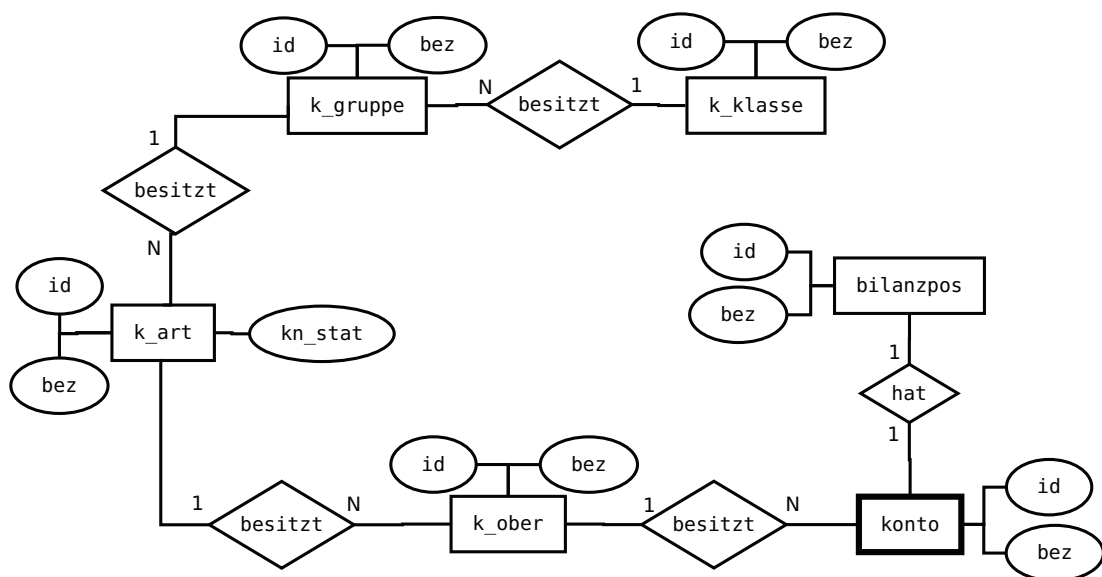 id
bez
id
bez
k_gruppe
N
besitzt
1
k_klasse
1
besitzt
N
id
bez
k_art
kn_stat
id
bez
bilanzpos
1
hat
1
id
bez
1
besitzt
N
k_ober
1
besitzt
N
konto
id
bez